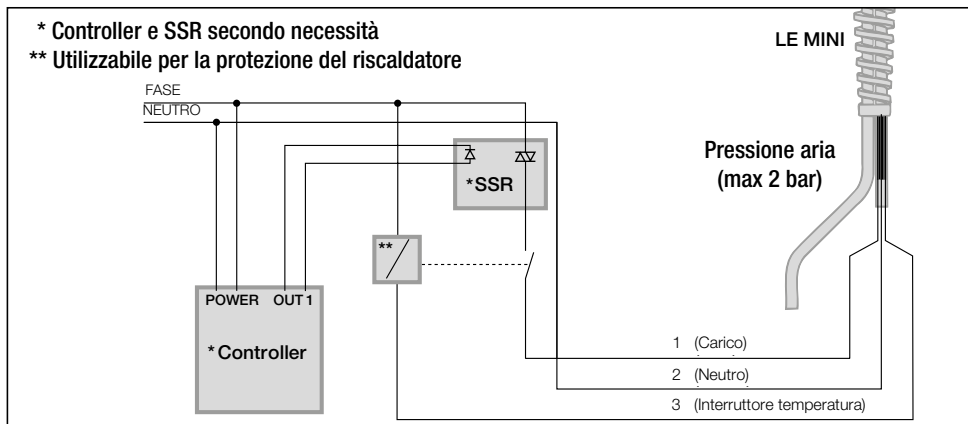 * Controller e SSR secondo necessità
** Utilizzabile per la protezione del riscaldatore
LE MINI
FASE
NEUTRO
Pressione aria
(max 2 bar)
*SSR
**
POWER OUT 1
*Controller
1 (Carico)
2 (Neutro)
3 (Interruttore temperatura)